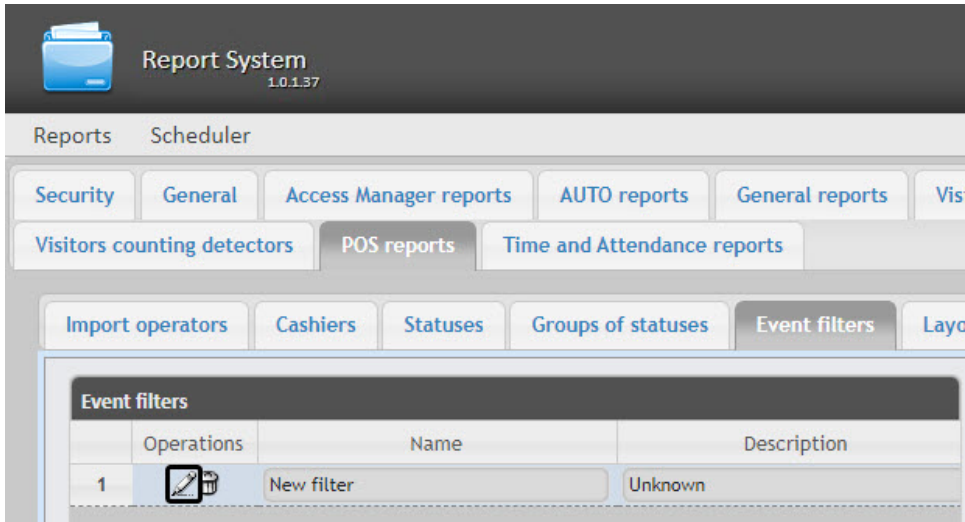 Report System
1.0.1.37
Reports Scheduler
Security General Access Manager reports AUTO reports General reports
Visitors counting detectors POS reports Time and Attendance reports
Import operators Cashiers Statuses Groups of statuses Event filters
Event filters
Operations Name Description
1 New filter Unknown